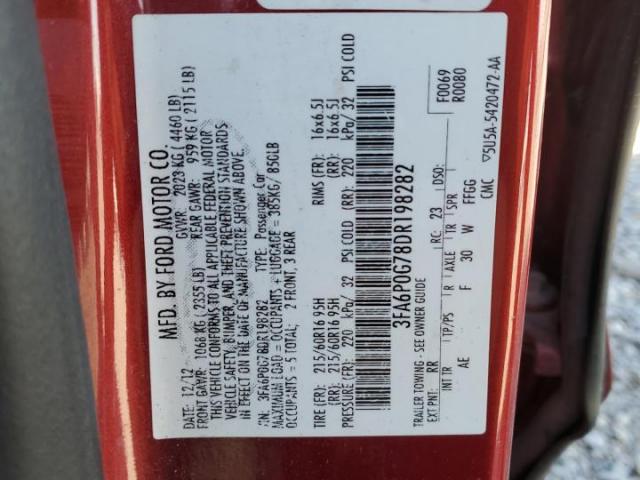 MFD. BY FORD MOTOR CO.
DATE: 12/12 GVWR: 2023 KG ( 4460 LB)
FRONT GAWR: 1068 KG ( 2355 LB) REAR GAWR: 959 KG ( 2115 LB)
THIS VEHICLE CONFORMS TO ALL APPLICABLE FEDERAL MOTOR
VEHICLE SAFETY, BUMPER, AND THEFT PREVENTION STANDARDS
IN EFFECT ON THE DATE OF MANUFACTURE SHOWN ABOVE.
VIN: 3FA6P0G78DR198282 TYPE: Passenger Car
MAXIMUM LOAD = OCCUPANTS + LUGGAGE = 385KG/ 850LB
OCCUPANTS = 5 TOTAL: 2 FRONT, 3 REAR
TIRE (FR): 215/60R16 95H RIMS (FR): 16x6.5J
(RR): 215/60R16 95H (RR): 16x6.5J
PRESSURE (FR): 220 kPa/ 32 PSI COLD (RR): 220 kPa/ 32 PSI COLD
3FA6P0G78DR198282
TRAILER TOWING - SEE OWNER GUIDE
F0069
R0080
EXT PNT: RR RC: 23 DSO:
TP/PS R AXLE TR SPR
AE F 30 W FFGG
CMC ▽5U5A-5420472-AA